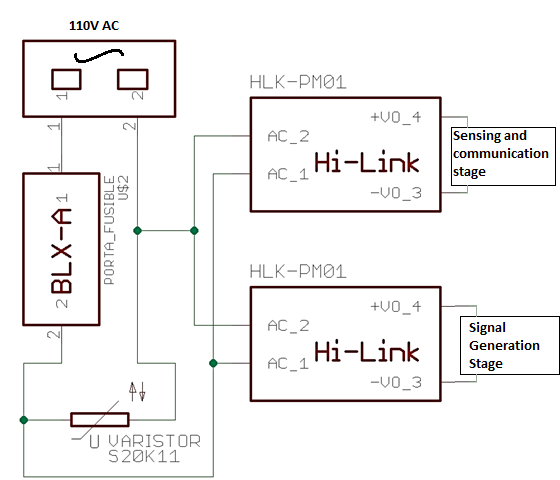 110V AC
1
2
1
2
1
1
BLX-A
2
2
PORTA_FUSIBLE
U$2
HLK-PM01
AC_2
AC_1
Hi-Link
+VO_4
-VO_3
Sensing and
communication
stage
HLK-PM01
AC_2
AC_1
Hi-Link
+VO_4
-VO_3
Signal
Generation
Stage
U
VARISTOR
S20K11